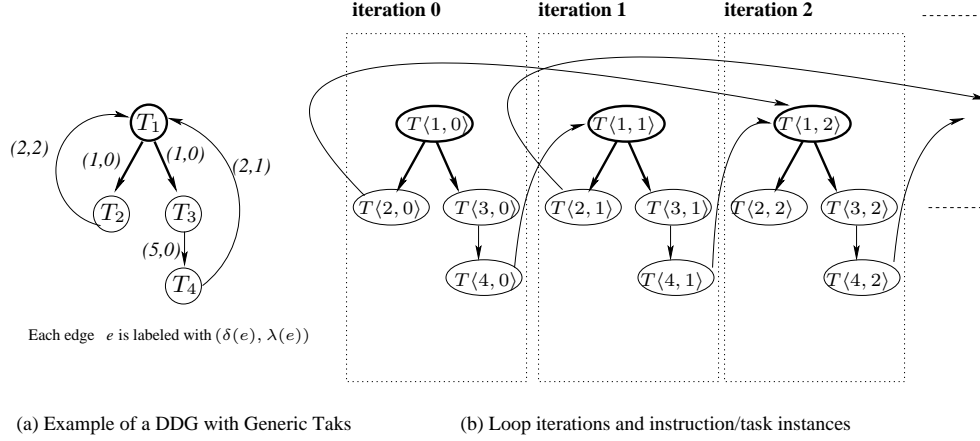 iteration 0
iteration 1
iteration 2
T1
(2,2)
(1,0)
(1,0)
(2,1)
T2
T3
(5,0)
T4
Each edge e is labeled with (δ(e), λ(e))
T⟨1, 0⟩
T⟨1, 1⟩
T⟨1, 2⟩
T⟨2, 0⟩
T⟨3, 0⟩
T⟨2, 1⟩
T⟨3, 1⟩
T⟨2, 2⟩
T⟨3, 2⟩
T⟨4, 0⟩
T⟨4, 1⟩
T⟨4, 2⟩
(a) Example of a DDG with Generic Taks
(b) Loop iterations and instruction/task instances